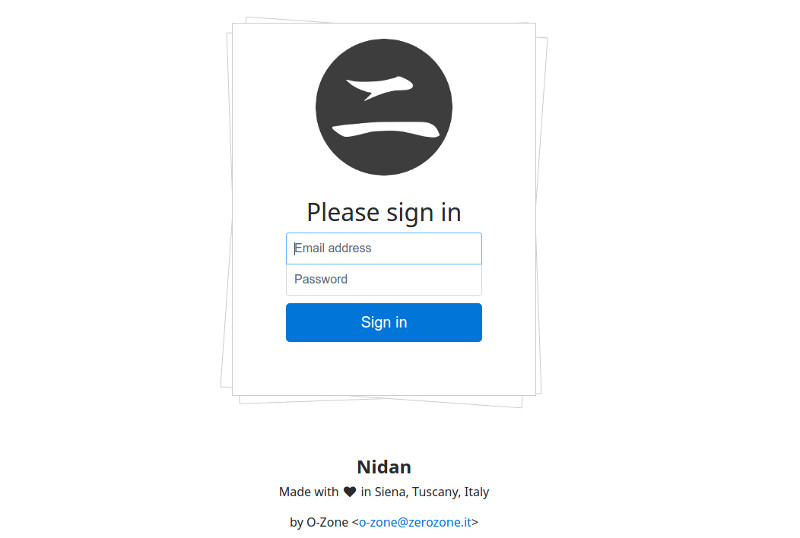 Please sign in
Email address
Password
Sign in
Nidan
Made with ♥ in Siena, Tuscany, Italy
by O-Zone <o-zone@zerozone.it>